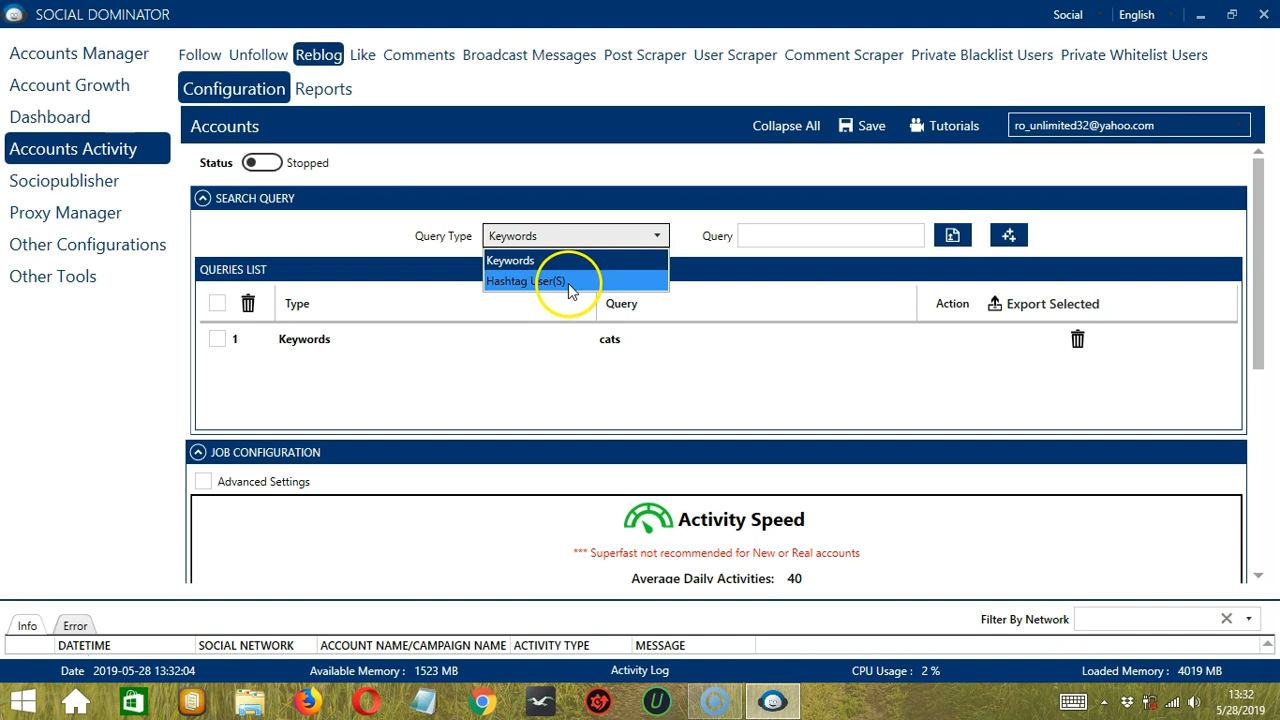 SOCIAL DOMINATOR
Social
English
Accounts Manager
Account Growth
Dashboard
Accounts Activity
Sociopublisher
Proxy Manager
Other Configurations
Other Tools
Follow Unfollow Reblog Like Comments Broadcast Messages Post Scraper User Scraper Comment Scraper Private Blacklist Users Private Whitelist Users
Configuration Reports
Accounts
Collapse All Save Tutorials ro_unlimited32@yahoo.com
Status Stopped
SEARCH QUERY
Query Type Keywords Query
Keywords
Hashtag User(S)
QUERIES LIST
Type Query Action Export Selected
1 Keywords cats
JOB CONFIGURATION
Advanced Settings
Activity Speed
*** Superfast not recommended for New or Real accounts
Average Daily Activities: 40
Info Error
Filter By Network
DATETIME SOCIAL NETWORK ACCOUNT NAME/CAMPAIGN NAME ACTIVITY TYPE MESSAGE
Date 2019-05-28 13:32:04 Available Memory : 1523 MB Activity Log CPU Usage : 2 % Loaded Memory : 4019 MB
13:32
5/28/2019